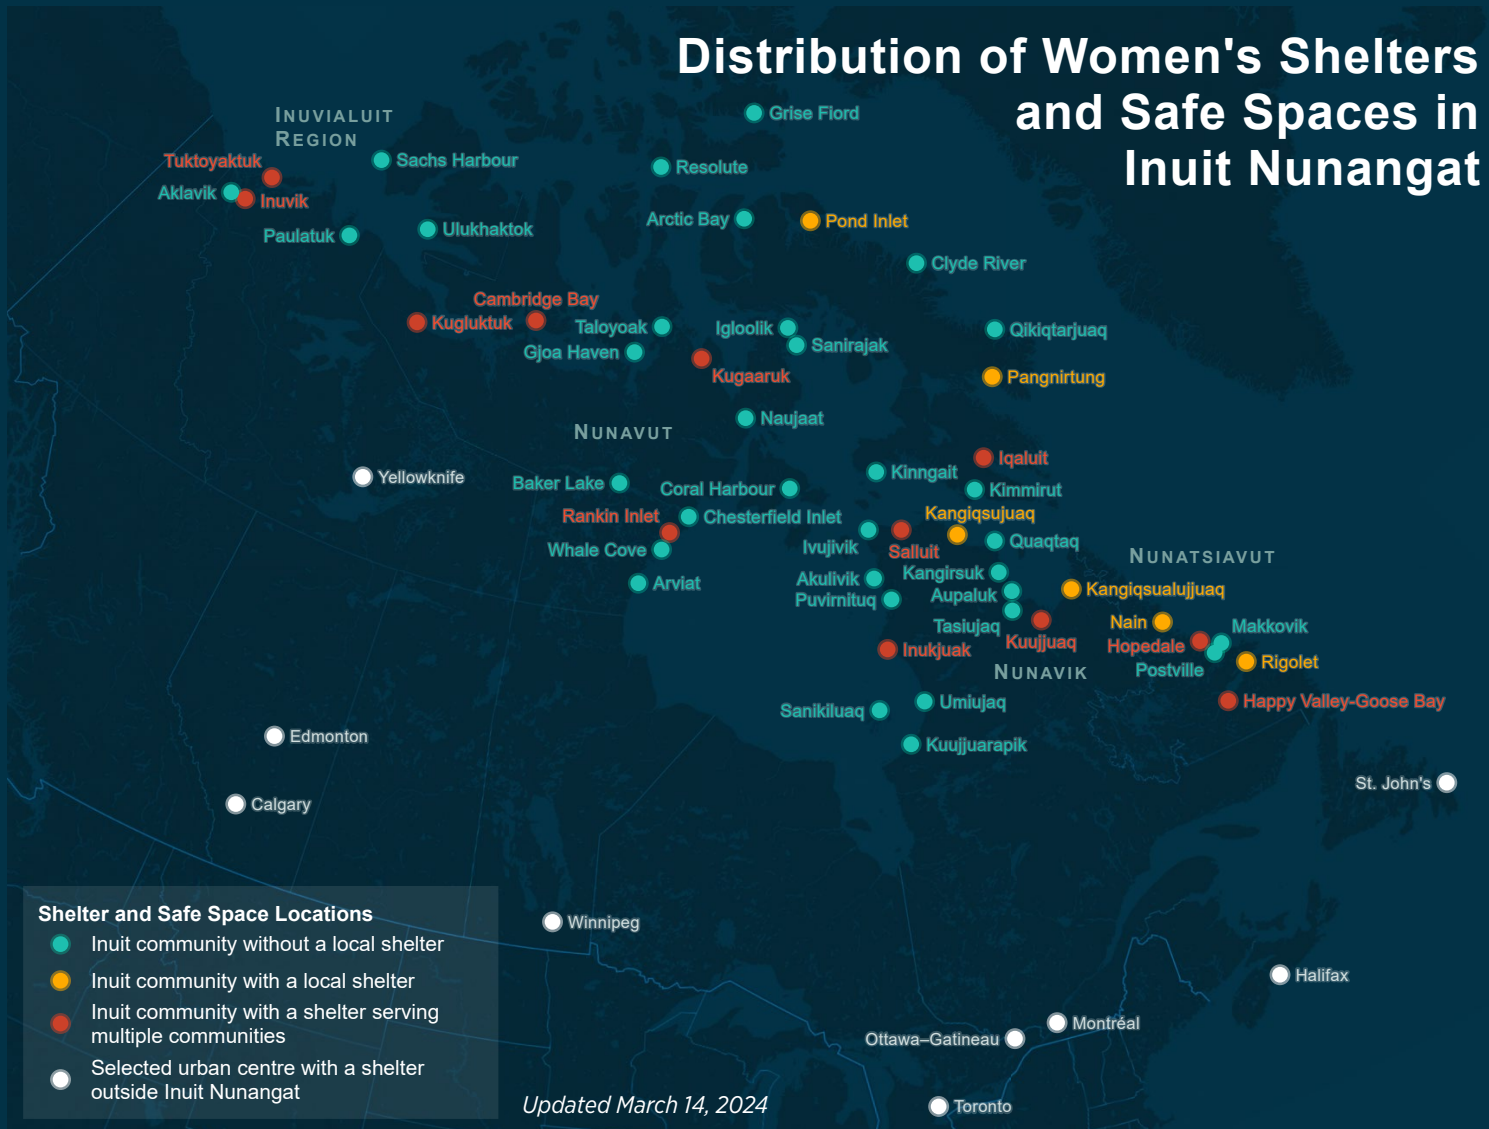 Distribution of Women's Shelters
and Safe Spaces in
Inuit Nunangat
INUVIALUIT
REGION
Grise Fiord
Tuktoyaktuk
Sachs Harbour
Resolute
Aklavik
Inuvik
Arctic Bay
Pond Inlet
Paulatuk
Ulukhaktok
Clyde River
Cambridge Bay
Kugluktuk
Taloyoak
Igloolik
Qikiqtarjuaq
Gjoa Haven
Sanirajak
Kugaaruk
Pangnirtung
Naujaat
NUNAVUT
Iqaluit
Yellowknife
Kinngait
Baker Lake
Coral Harbour
Kimmirut
Rankin Inlet
Chesterfield Inlet
Kangiqsujuaq
Whale Cove
Ivujivik
Salluit
Quaqtaq
NUNATSIAVUT
Arviat
Akulivik
Kangirsuk
Puvirnituq
Aupaluk
Kangiqsualujjuaq
Tasiujaq
Nain
Makkovik
Inukjuak
Kuujjuaq
Hopedale
Postville
Rigolet
NUNAVIK
Sanikiluaq
Umiujaq
Happy Valley-Goose Bay
Edmonton
Kuujjuarapik
St. John's
Calgary
Winnipeg
Halifax
Montréal
Ottawa–Gatineau
Toronto
Shelter and Safe Space Locations
Inuit community without a local shelter
Inuit community with a local shelter
Inuit community with a shelter serving
multiple communities
Selected urban centre with a shelter
outside Inuit Nunangat
Updated March 14, 2024